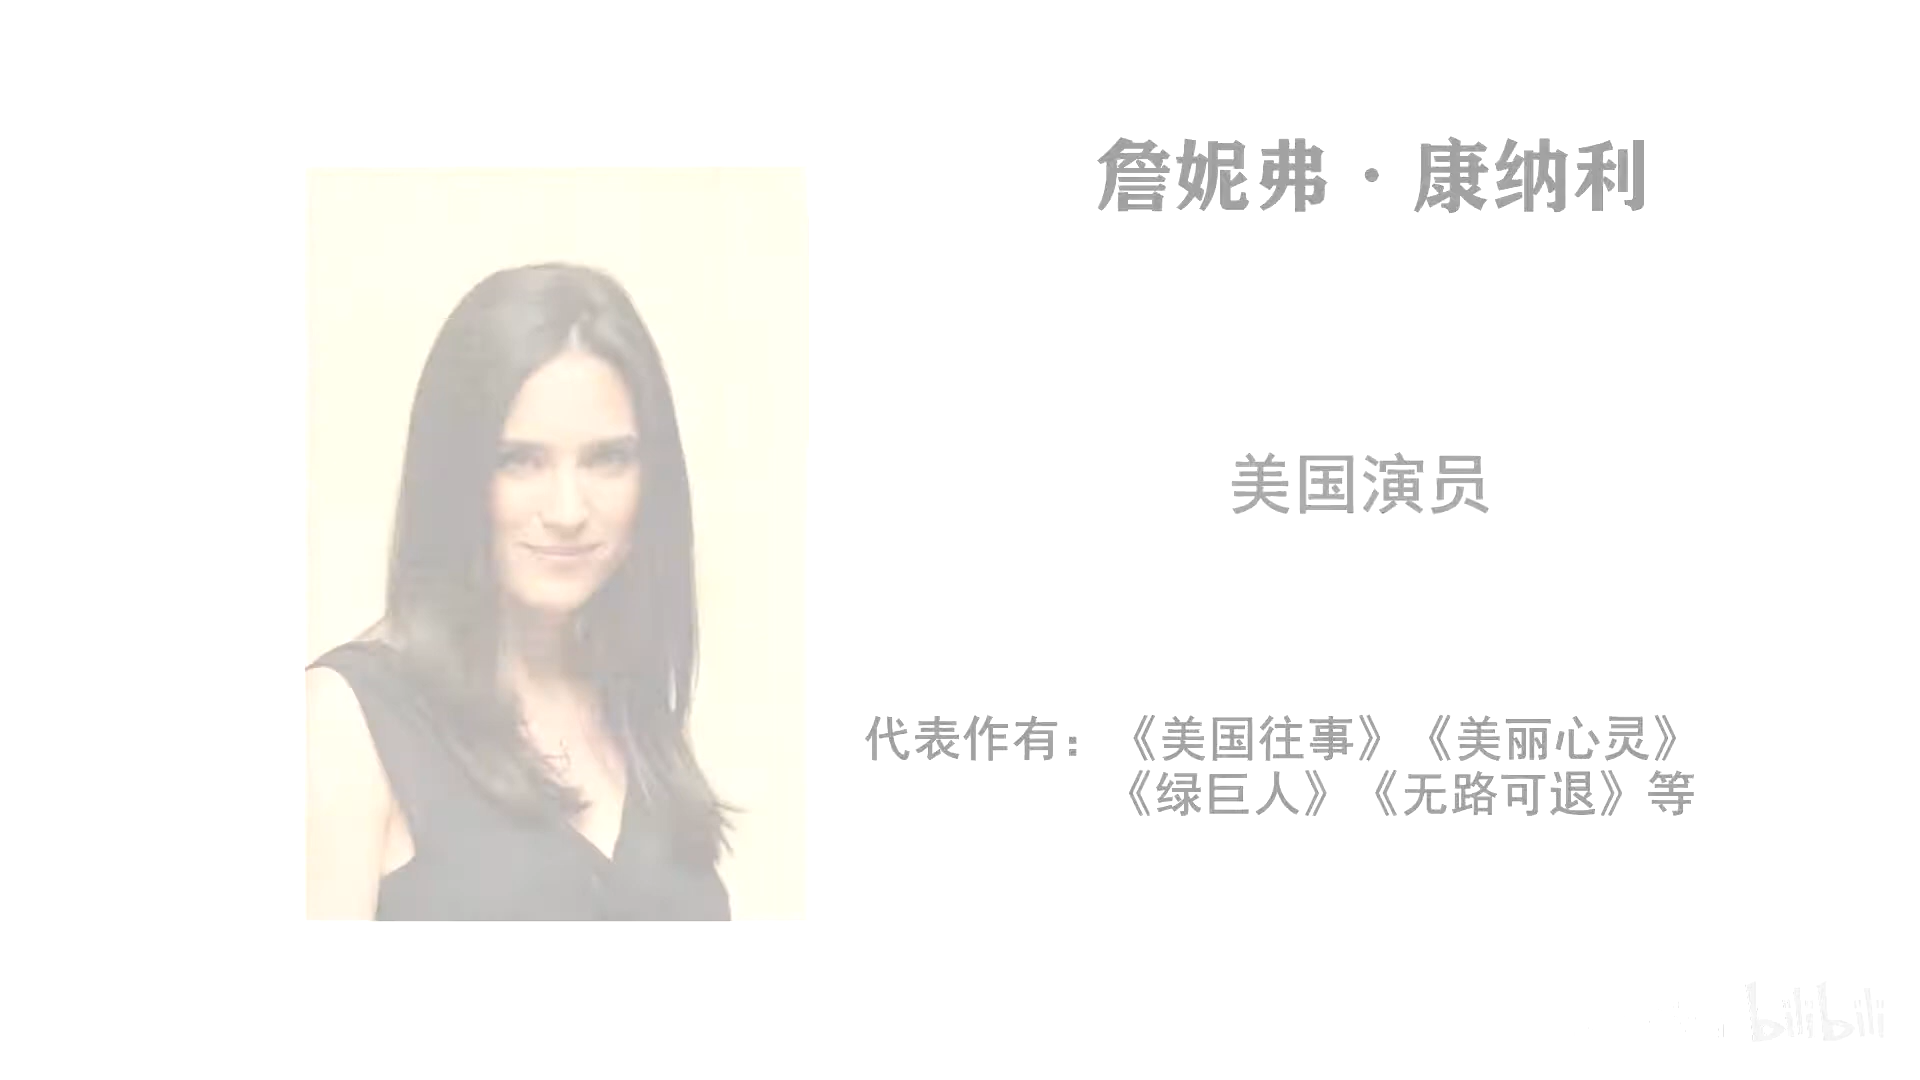 詹妮弗·康纳利
美国演员
代表作有：《美国往事》《美丽心灵》
《绿巨人》《无路可退》等
bilibili